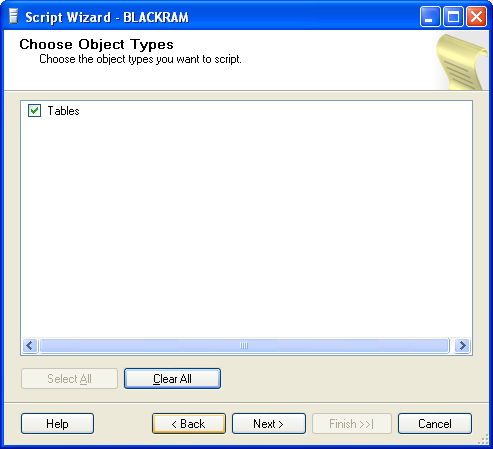 Script Wizard - BLACKRAM
Choose Object Types
Choose the object types you want to script.
Tables
Select All
Clear All
Help
< Back
Next >
Finish >>|
Cancel